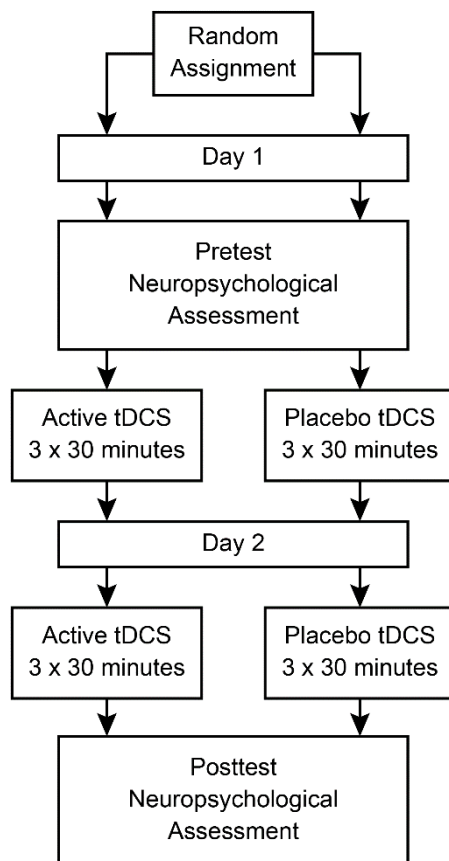 Random
Assignment
Day 1
Pretest
Neuropsychological
Assessment
Active tDCS
3 x 30 minutes
Placebo tDCS
3 x 30 minutes
Day 2
Active tDCS
3 x 30 minutes
Placebo tDCS
3 x 30 minutes
Posttest
Neuropsychological
Assessment